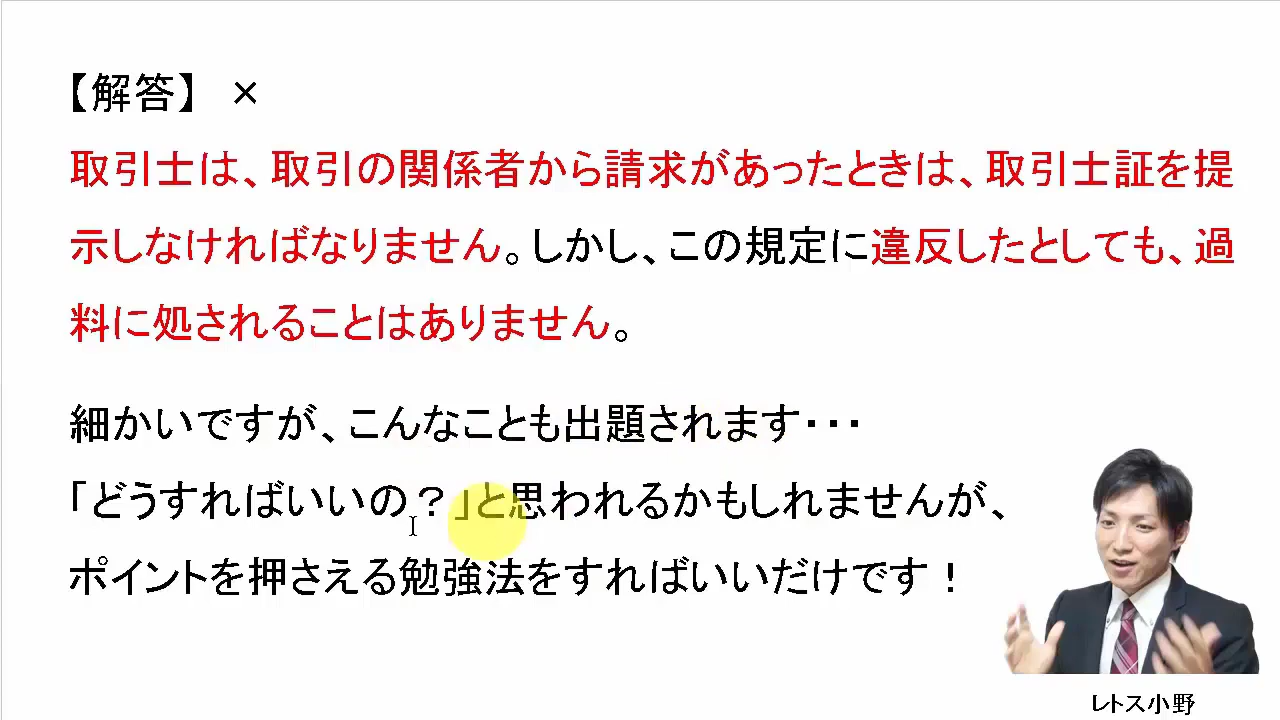 【解答】　×
取引士は、取引の関係者から請求があったときは、取引士証を提
示しなければなりません。しかし、この規定に違反したとしても、過
料に処されることはありません。
細かいですが、こんなことも出題されます・・・
「どうすればいいの？」と思われるかもしれませんが、
ポイントを押さえる勉強法をすればいいだけです！
レトス小野